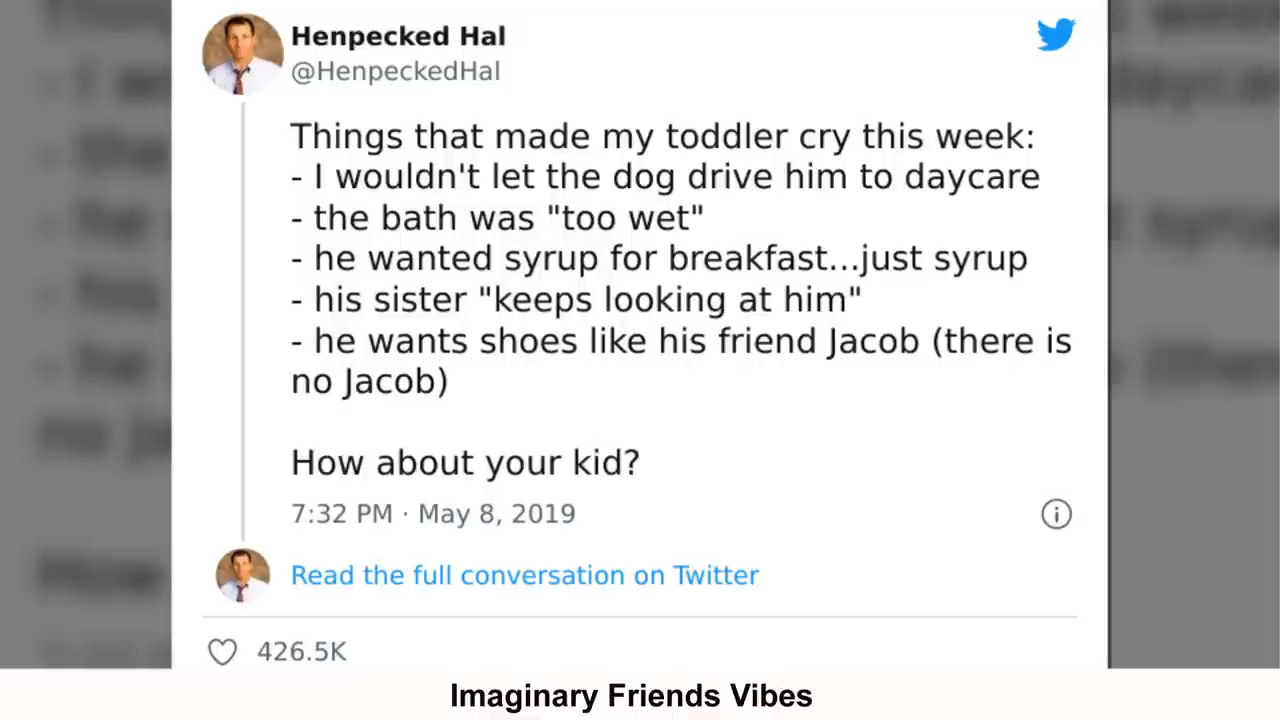 Henpecked Hal
@HenpeckedHal
Things that made my toddler cry this week:
- I wouldn't let the dog drive him to daycare
- the bath was "too wet"
- he wanted syrup for breakfast...just syrup
- his sister "keeps looking at him"
- he wants shoes like his friend Jacob (there is
no Jacob)
How about your kid?
7:32 PM · May 8, 2019
Read the full conversation on Twitter
426.5K
Imaginary Friends Vibes